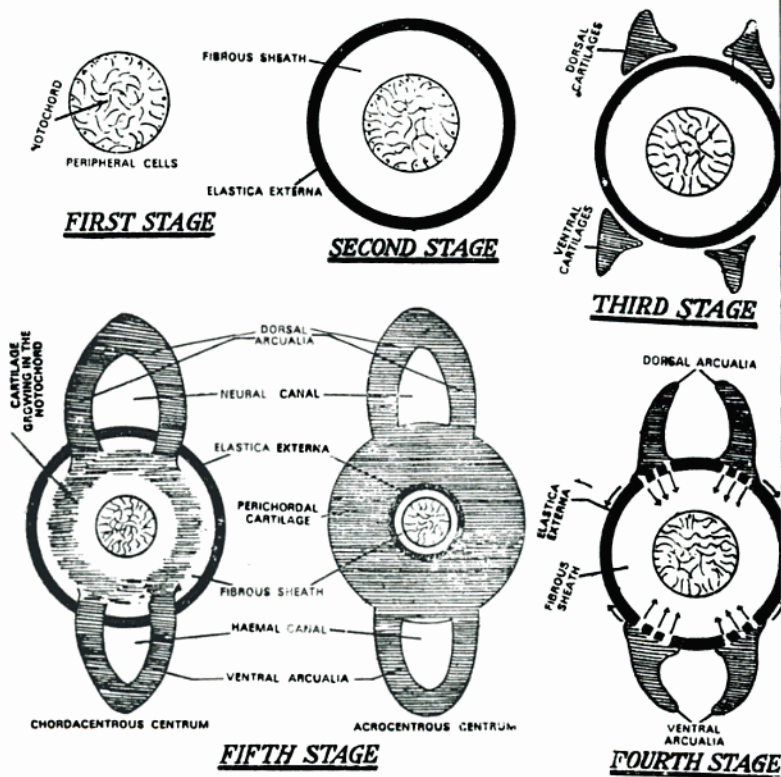 NOTOCHORD
PERIPHERAL CELLS
FIRST STAGE
FIBROUS SHEATH
ELASTICA EXTERNA
SECOND STAGE
DORSAL
CARTILAGES
VENTRAL
CARTILAGES
THIRD STAGE
CARTILAGE
GROWING IN THE
NOTOCHORD
DORSAL
ARCUALIA
NEURAL CANAL
ELASTICA EXTERNA
PERICHORDAL
CARTILAGE
FIBROUS SHEATH
HAEMAL CANAL
VENTRAL ARCUALIA
CHORDACENTROUS CENTRUM
ACROCENTROUS CENTRUM
FIFTH STAGE
DORSAL ARCUALIA
ELASTICA
EXTERNA
FIBROUS
SHEATH
VENTRAL
ARCUALIA
FOURTH STAGE